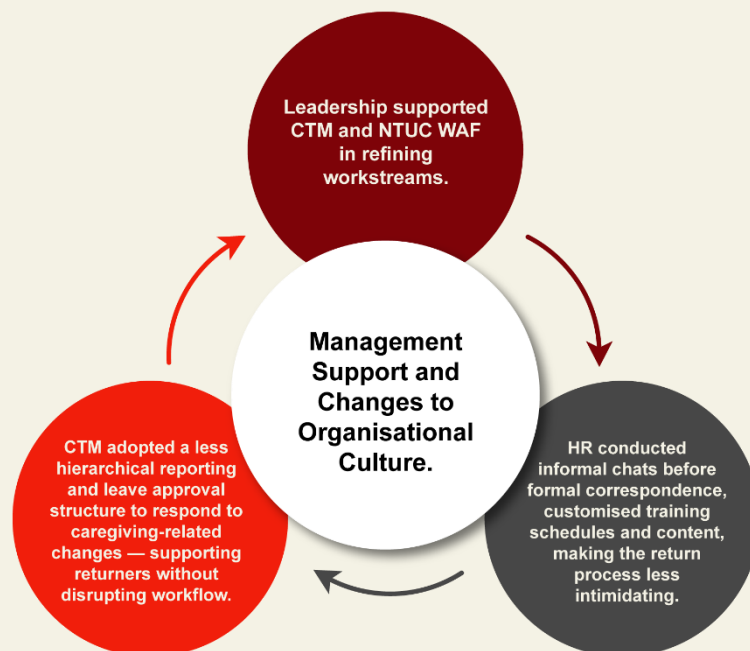 Leadership supported
CTM and NTUC WAF
in refining
workstreams.
Management
Support and
Changes to
Organisational
Culture.
CTM adopted a less
hierarchical reporting
and leave approval
structure to respond to
caregiving-related
changes — supporting
returners without
disrupting workflow.
HR conducted
informal chats before
formal correspondence,
customised training
schedules and content,
making the return
process less
intimidating.